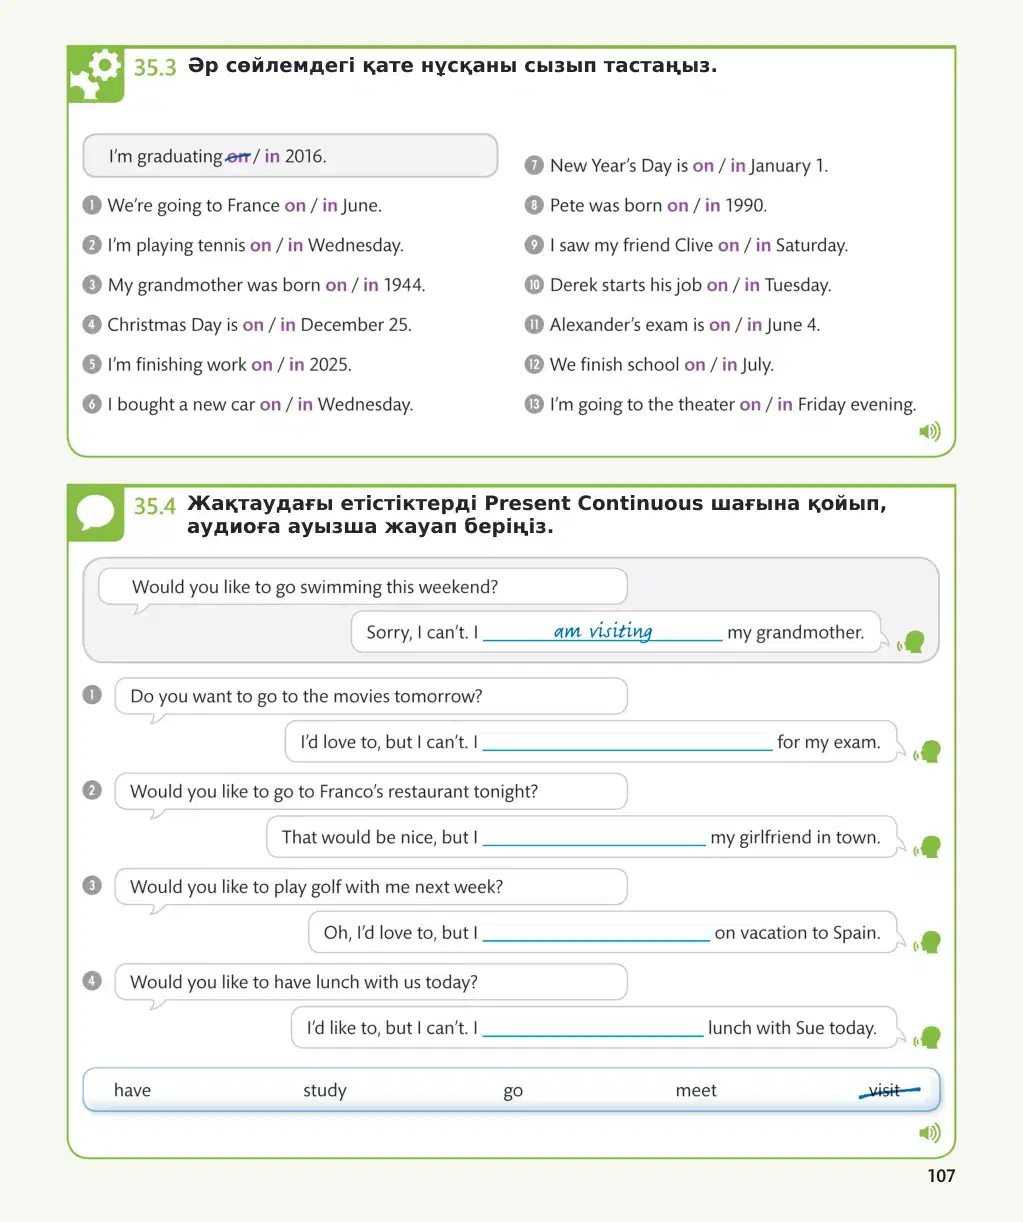 35.3 Әр сөйлемдегі қате нұсқаны сызып тастаңыз.
I'm graduating on / in 2016.
1 We're going to France on / in June.
2 I'm playing tennis on / in Wednesday.
3 My grandmother was born on / in 1944.
4 Christmas Day is on / in December 25.
5 I'm finishing work on / in 2025.
6 I bought a new car on / in Wednesday.
7 New Year's Day is on / in January 1.
8 Pete was born on / in 1990.
9 I saw my friend Clive on / in Saturday.
10 Derek starts his job on / in Tuesday.
11 Alexander's exam is on / in June 4.
12 We finish school on / in July.
13 I'm going to the theater on / in Friday evening.
35.4 Жақтаудағы етістіктерді Present Continuous шағына қойып,
аудиоға ауызша жауап беріңіз.
Would you like to go swimming this weekend?
Sorry, I can't. I am visiting my grandmother.
1 Do you want to go to the movies tomorrow?
I'd love to, but I can't. I ____ for my exam.
2 Would you like to go to Franco's restaurant tonight?
That would be nice, but I ____ my girlfriend in town.
3 Would you like to play golf with me next week?
Oh, I'd love to, but I ____ on vacation to Spain.
4 Would you like to have lunch with us today?
I'd like to, but I can't. I ____ lunch with Sue today.
have study go meet visit
107